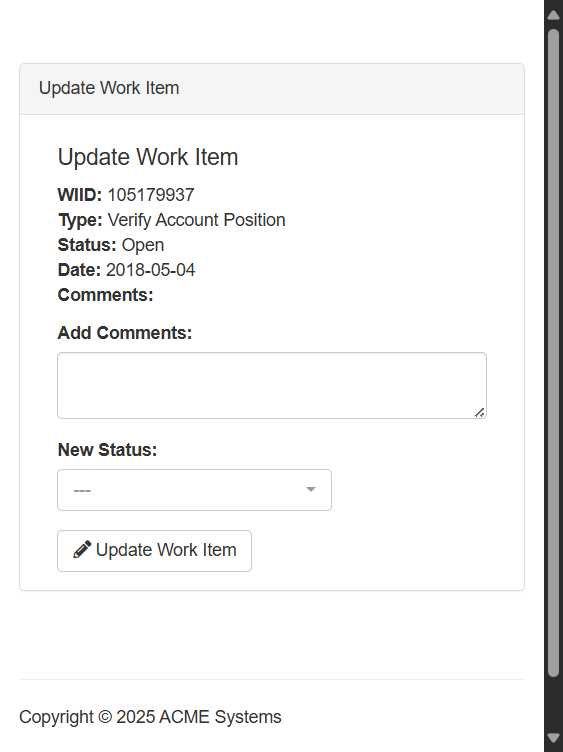 Update Work Item
Update Work Item
WIID: 105179937
Type: Verify Account Position
Status: Open
Date: 2018-05-04
Comments:
Add Comments:
New Status:
---
Update Work Item
Copyright © 2025 ACME Systems